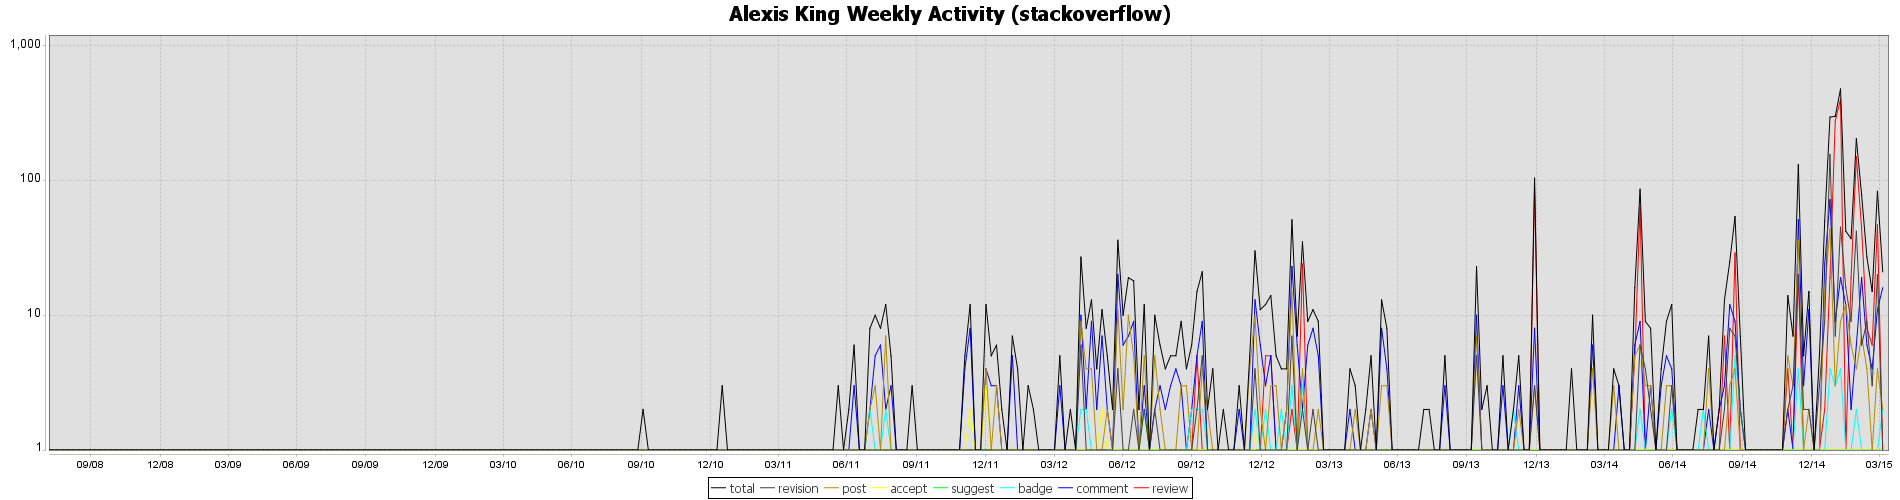 Alexis King Weekly Activity (stackoverflow)
1,000
100
10
1
09/08 12/08 03/09 06/09 09/09 12/09 03/10 06/10 09/10 12/10 03/11 06/11 09/11 12/11 03/12 06/12 09/12 12/12 03/13 06/13 09/13 12/13 03/14 06/14 09/14 12/14 03/15
total revision post accept suggest badge comment review